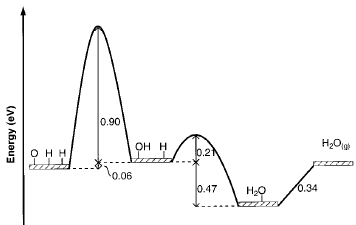 Energy (eV)
O H H
0.90
0.06
OH H
0.21
0.47
H₂O
0.34
H₂O(g)